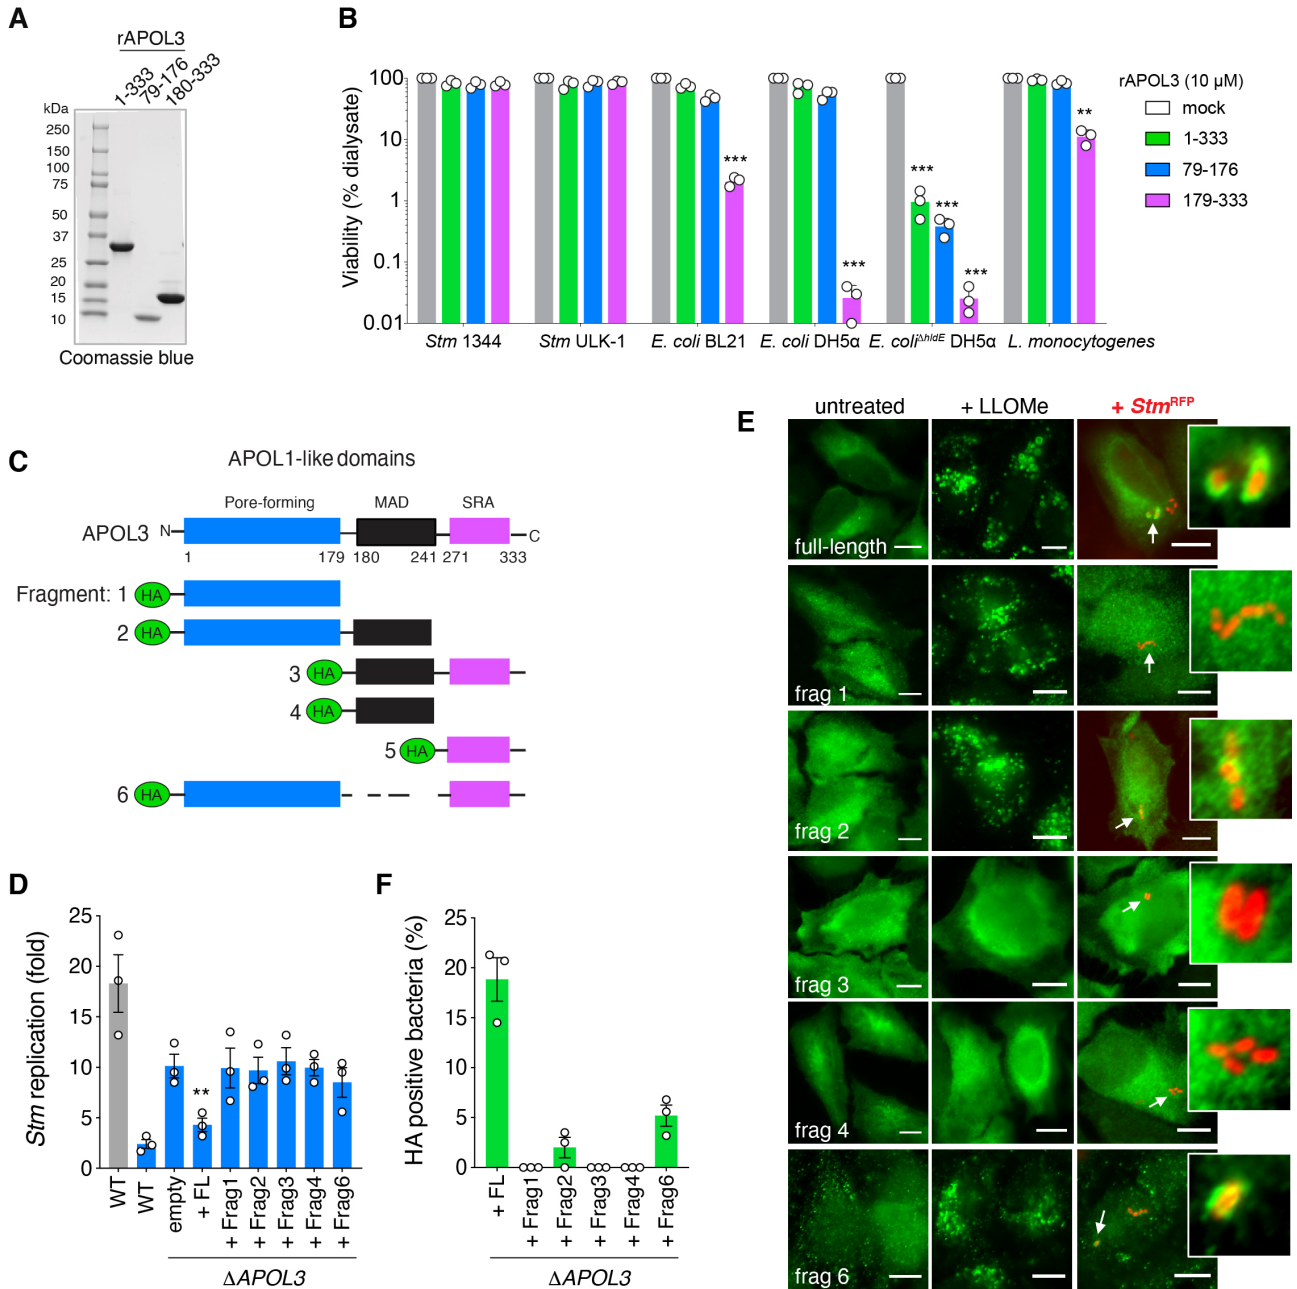 A
rAPOL3
1-333
79-176
180-333
kDa
250
150
100
75
50
37
25
20
15
10
Coomassie blue
B
Viability (% dialysate)
100
10
1
0.1
0.01
***
***
***
***
***
**
Stm 1344
Stm ULK-1
E. coli BL21
E. coli DH5α
E. coliΔhldE DH5α
L. monocytogenes
rAPOL3 (10 µM)
mock
1-333
79-176
179-333
C
APOL1-like domains
Pore-forming MAD SRA
APOL3 N C
1 179 180 241 271 333
Fragment: 1 HA
2 HA
3 HA
4 HA
5 HA
6 HA
D
Stm replication (fold)
25
20
15
10
5
0
**
WT
WT
empty
+ FL
+ Frag1
+ Frag2
+ Frag3
+ Frag4
+ Frag6
ΔAPOL3
F
HA positive bacteria (%)
25
20
15
10
5
0
+ FL
+ Frag1
+ Frag2
+ Frag3
+ Frag4
+ Frag6
ΔAPOL3
E
untreated + LLOMe + StmRFP
full-length
frag 1
frag 2
frag 3
frag 4
frag 6